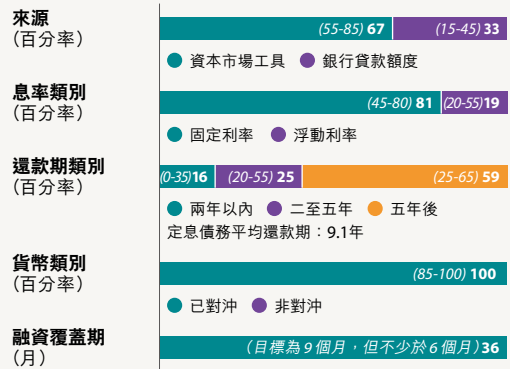 來源
(百分率)
(55-85) 67 (15-45) 33
資本市場工具 銀行貸款額度
息率類別
(百分率)
(45-80) 81 (20-55)19
固定利率 浮動利率
還款期類別
(百分率)
(0-35)16 (20-55) 25 (25-65) 59
兩年以內 二至五年 五年後
定息債務平均還款期：9.1年
貨幣類別
(百分率)
(85-100) 100
已對沖 非對沖
融資覆蓋期
(月)
(目標為9個月，但不少於6個月) 36